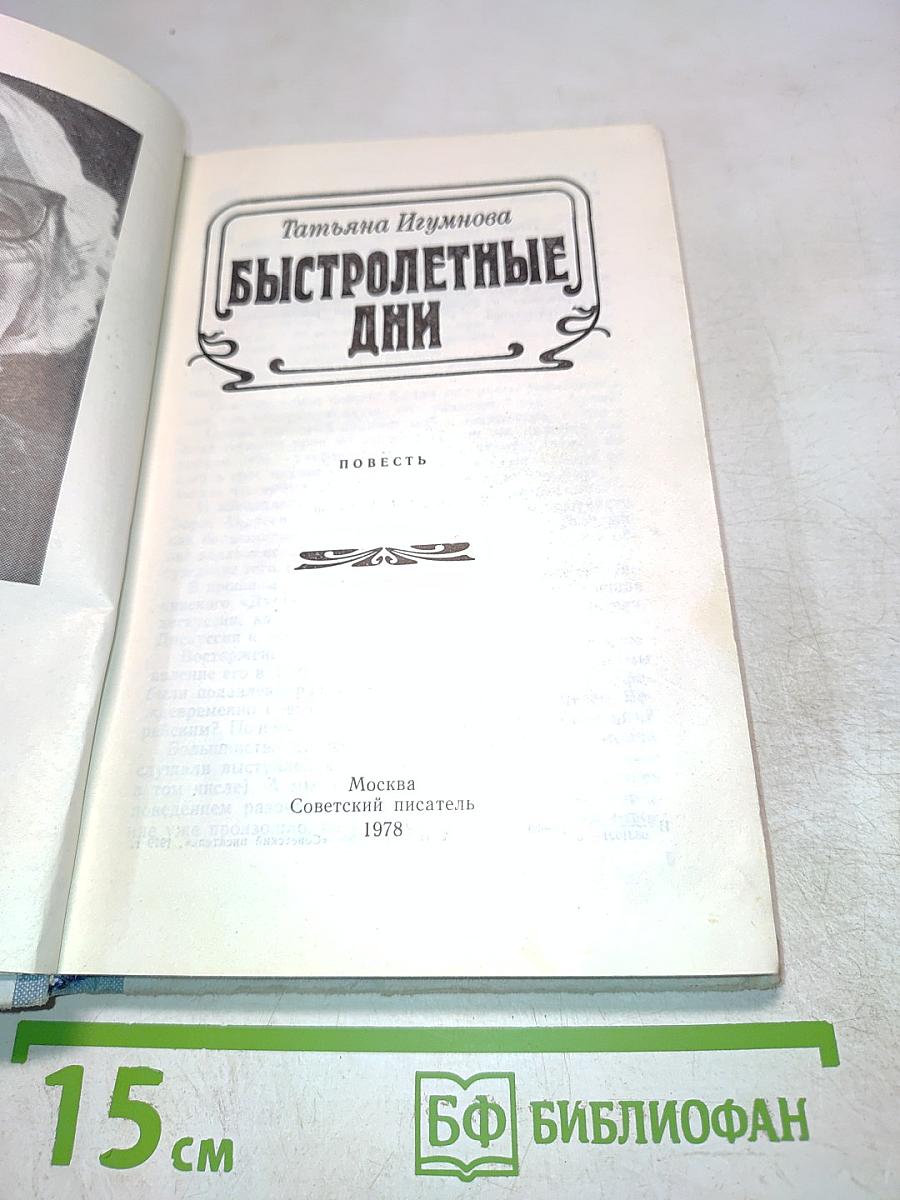 Татьяна Игумнова
БЫСТРОЛЕТНЫЕ
ДНИ
ПОВЕСТЬ
Москва
Советский писатель
1978
15 см
БФ БИБЛИОФАН